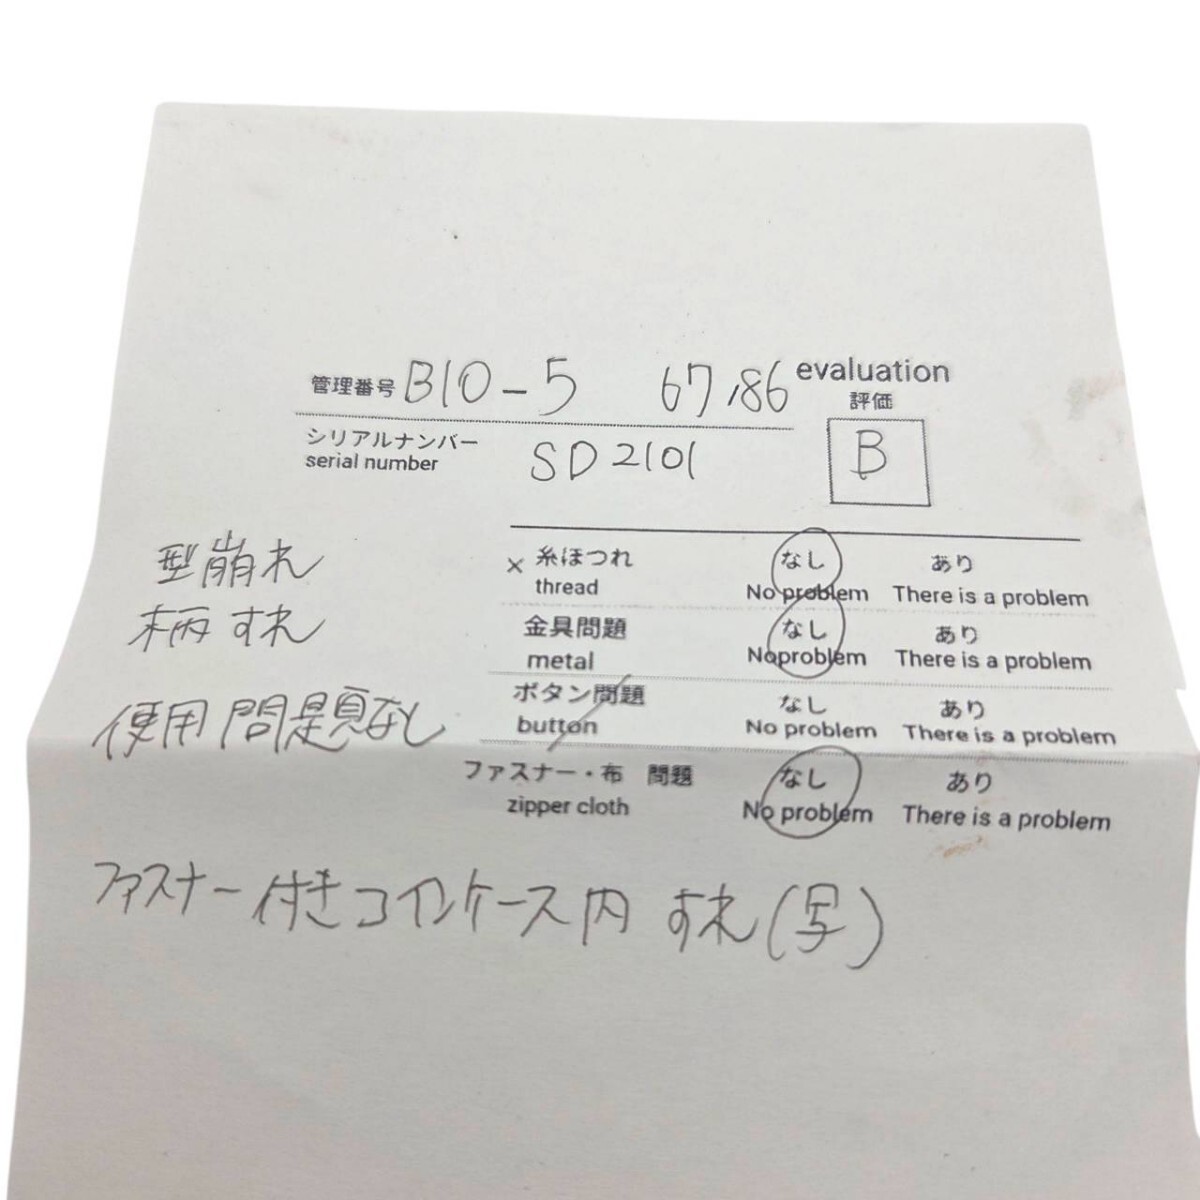 管理番号 B10-5 67,86
evaluation
評価
B
シリアルナンバー
serial number SD2101
型崩れ
柄すれ
使用問題なし
× 糸ほつれ なし あり
thread No problem There is a problem
金具問題 なし あり
metal Noproblem There is a problem
ボタン問題 なし あり
button No problem There is a problem
ファスナー・布 問題 なし あり
zipper cloth No problem There is a problem
ファスナー付きコインケース内 すれ(写)